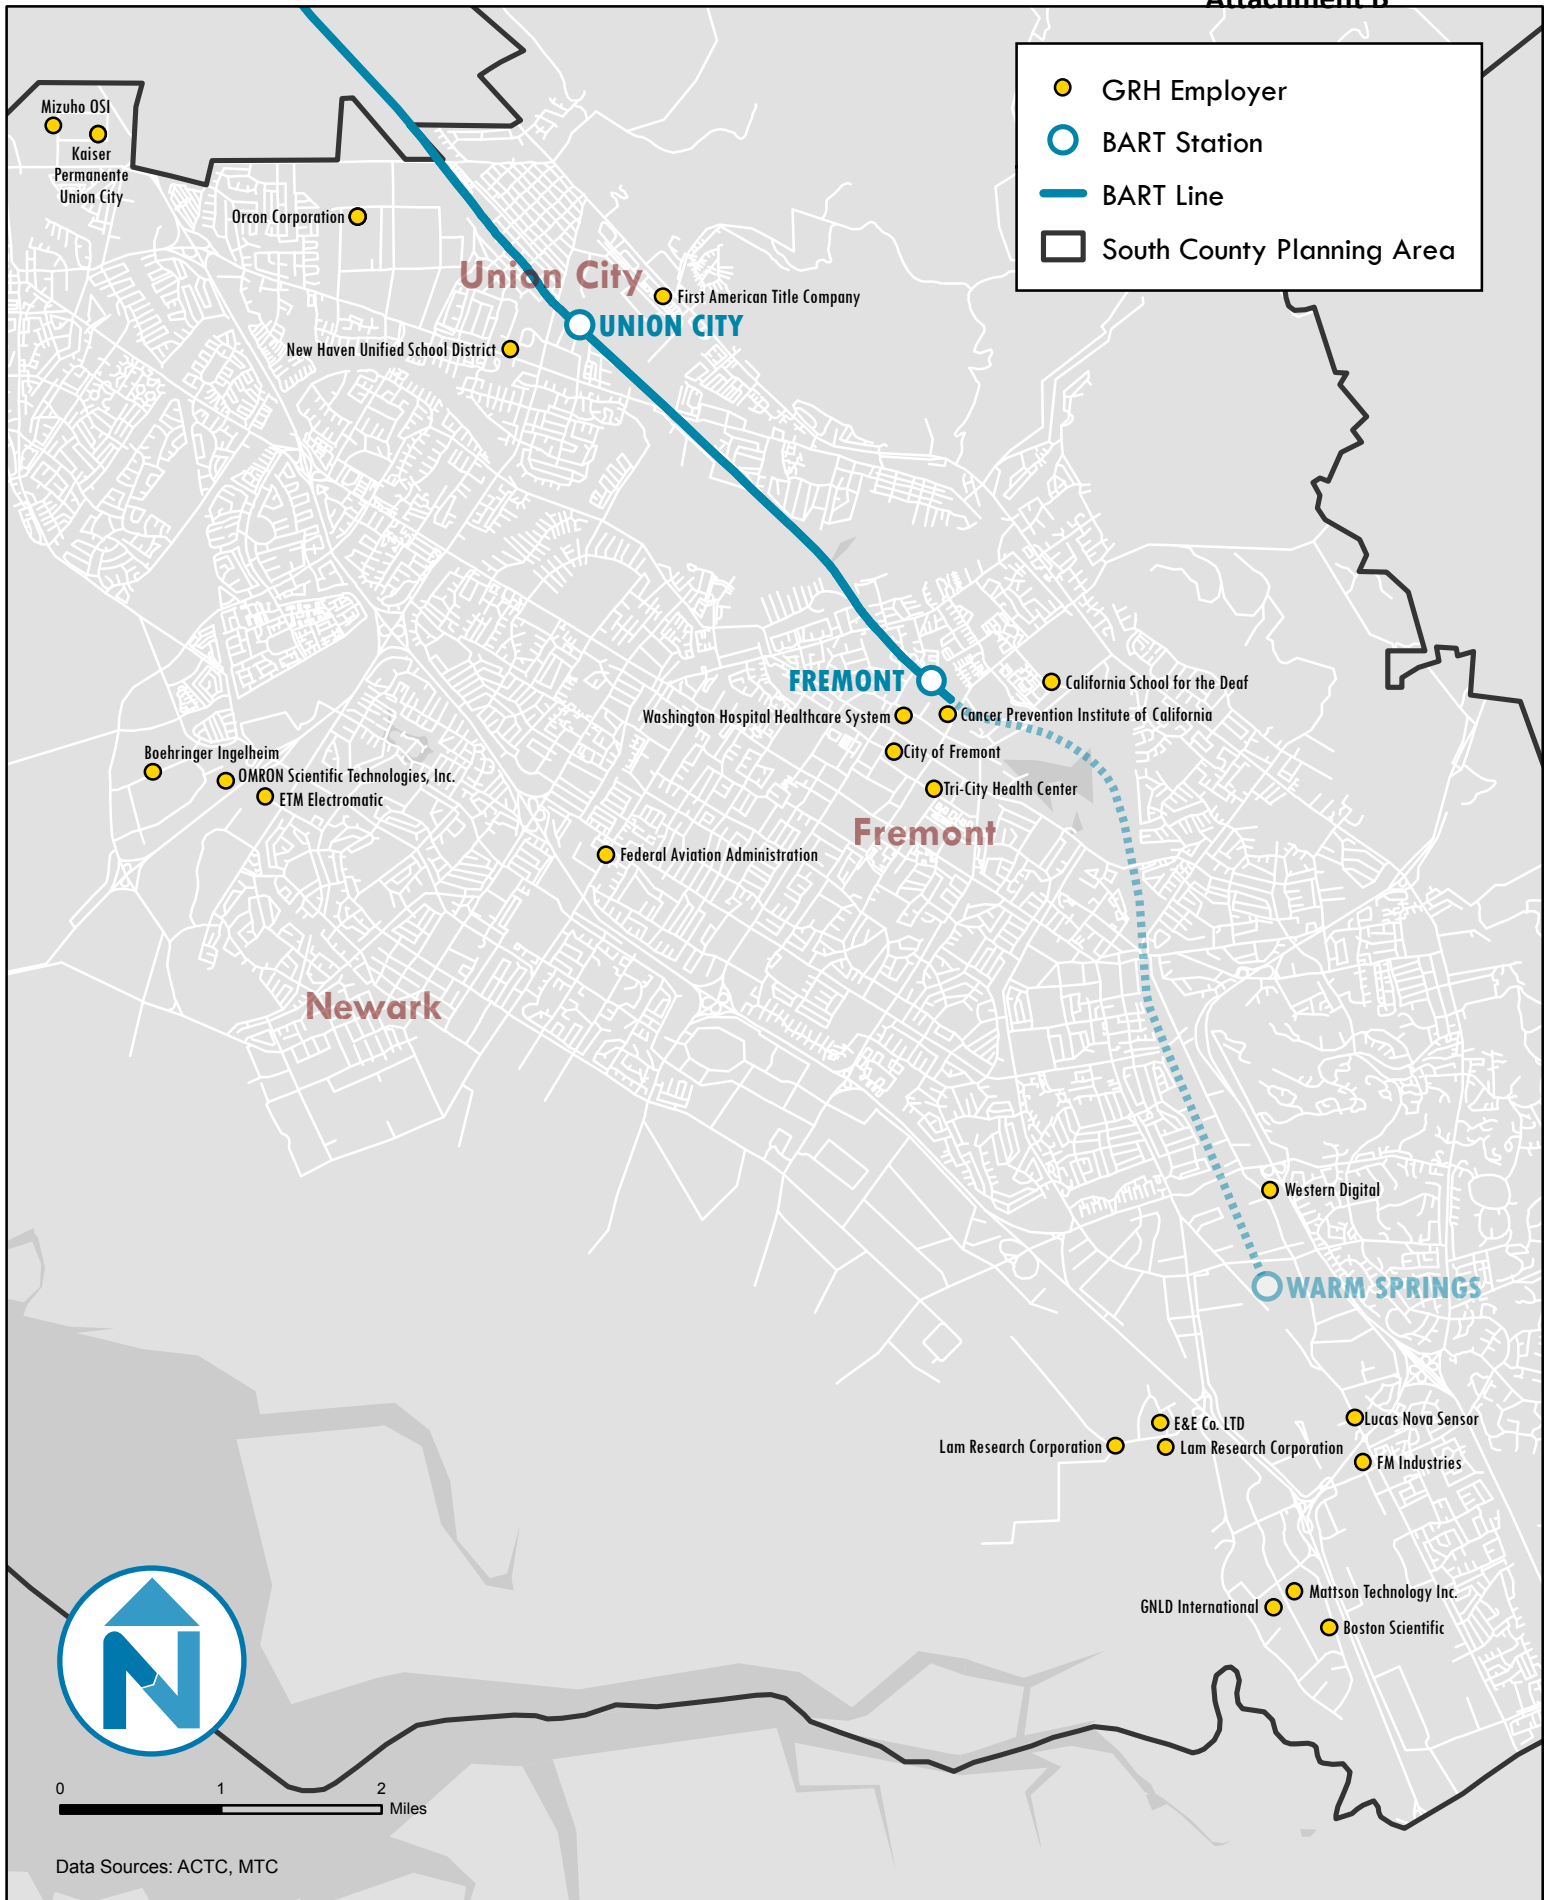 Attachment B
GRH Employer
BART Station
BART Line
South County Planning Area
Mizuho OSI
Kaiser
Permanente
Union City
Orcon Corporation
Union City
First American Title Company
UNION CITY
New Haven Unified School District
FREMONT
California School for the Deaf
Washington Hospital Healthcare System
Cancer Prevention Institute of California
City of Fremont
Boehringer Ingelheim
OMRON Scientific Technologies, Inc.
ETM Electromatic
Tri-City Health Center
Fremont
Federal Aviation Administration
Newark
Western Digital
WARM SPRINGS
E&E Co. LTD
Lucas Nova Sensor
Lam Research Corporation
Lam Research Corporation
FM Industries
Mattson Technology Inc.
GNLD International
Boston Scientific
N
0 1 2
Miles
Data Sources: ACTC, MTC